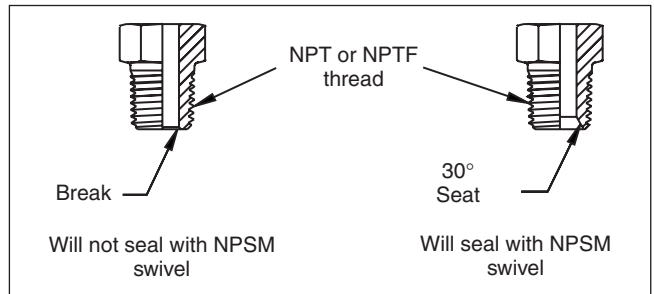 NPT or NPTF
thread
Break
30°
Seat
Will not seal with NPSM
swivel
Will seal with NPSM
swivel